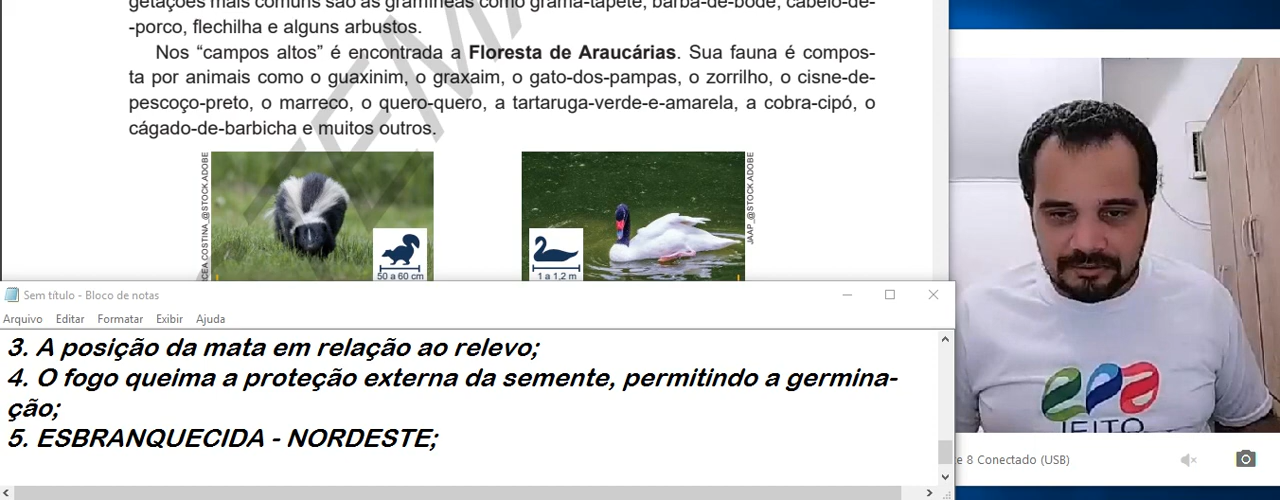 getações mais comuns são as gramíneas como grama-tapete, barba-de-bode, cabelo-de-
-porco, flechilha e alguns arbustos.
Nos “campos altos” é encontrada a Floresta de Araucárias. Sua fauna é compos-
ta por animais como o guaxinim, o graxaim, o gato-dos-pampas, o zorrilho, o cisne-de-
pescoço-preto, o marreco, o quero-quero, a tartaruga-verde-e-amarela, a cobra-cipó, o
cágado-de-barbicha e muitos outros.
COSTINA_@STOCK.ADOBE
50 a 60 cm
1 a 1,2 m
JAAP_@STOCK.ADOBE
Sem título - Bloco de notas
Arquivo Editar Formatar Exibir Ajuda
3. A posição da mata em relação ao relevo;
4. O fogo queima a proteção externa da semente, permitindo a germina-
ção;
5. ESBRANQUECIDA - NORDESTE;
epa
JEITO
e 8 Conectado (USB)